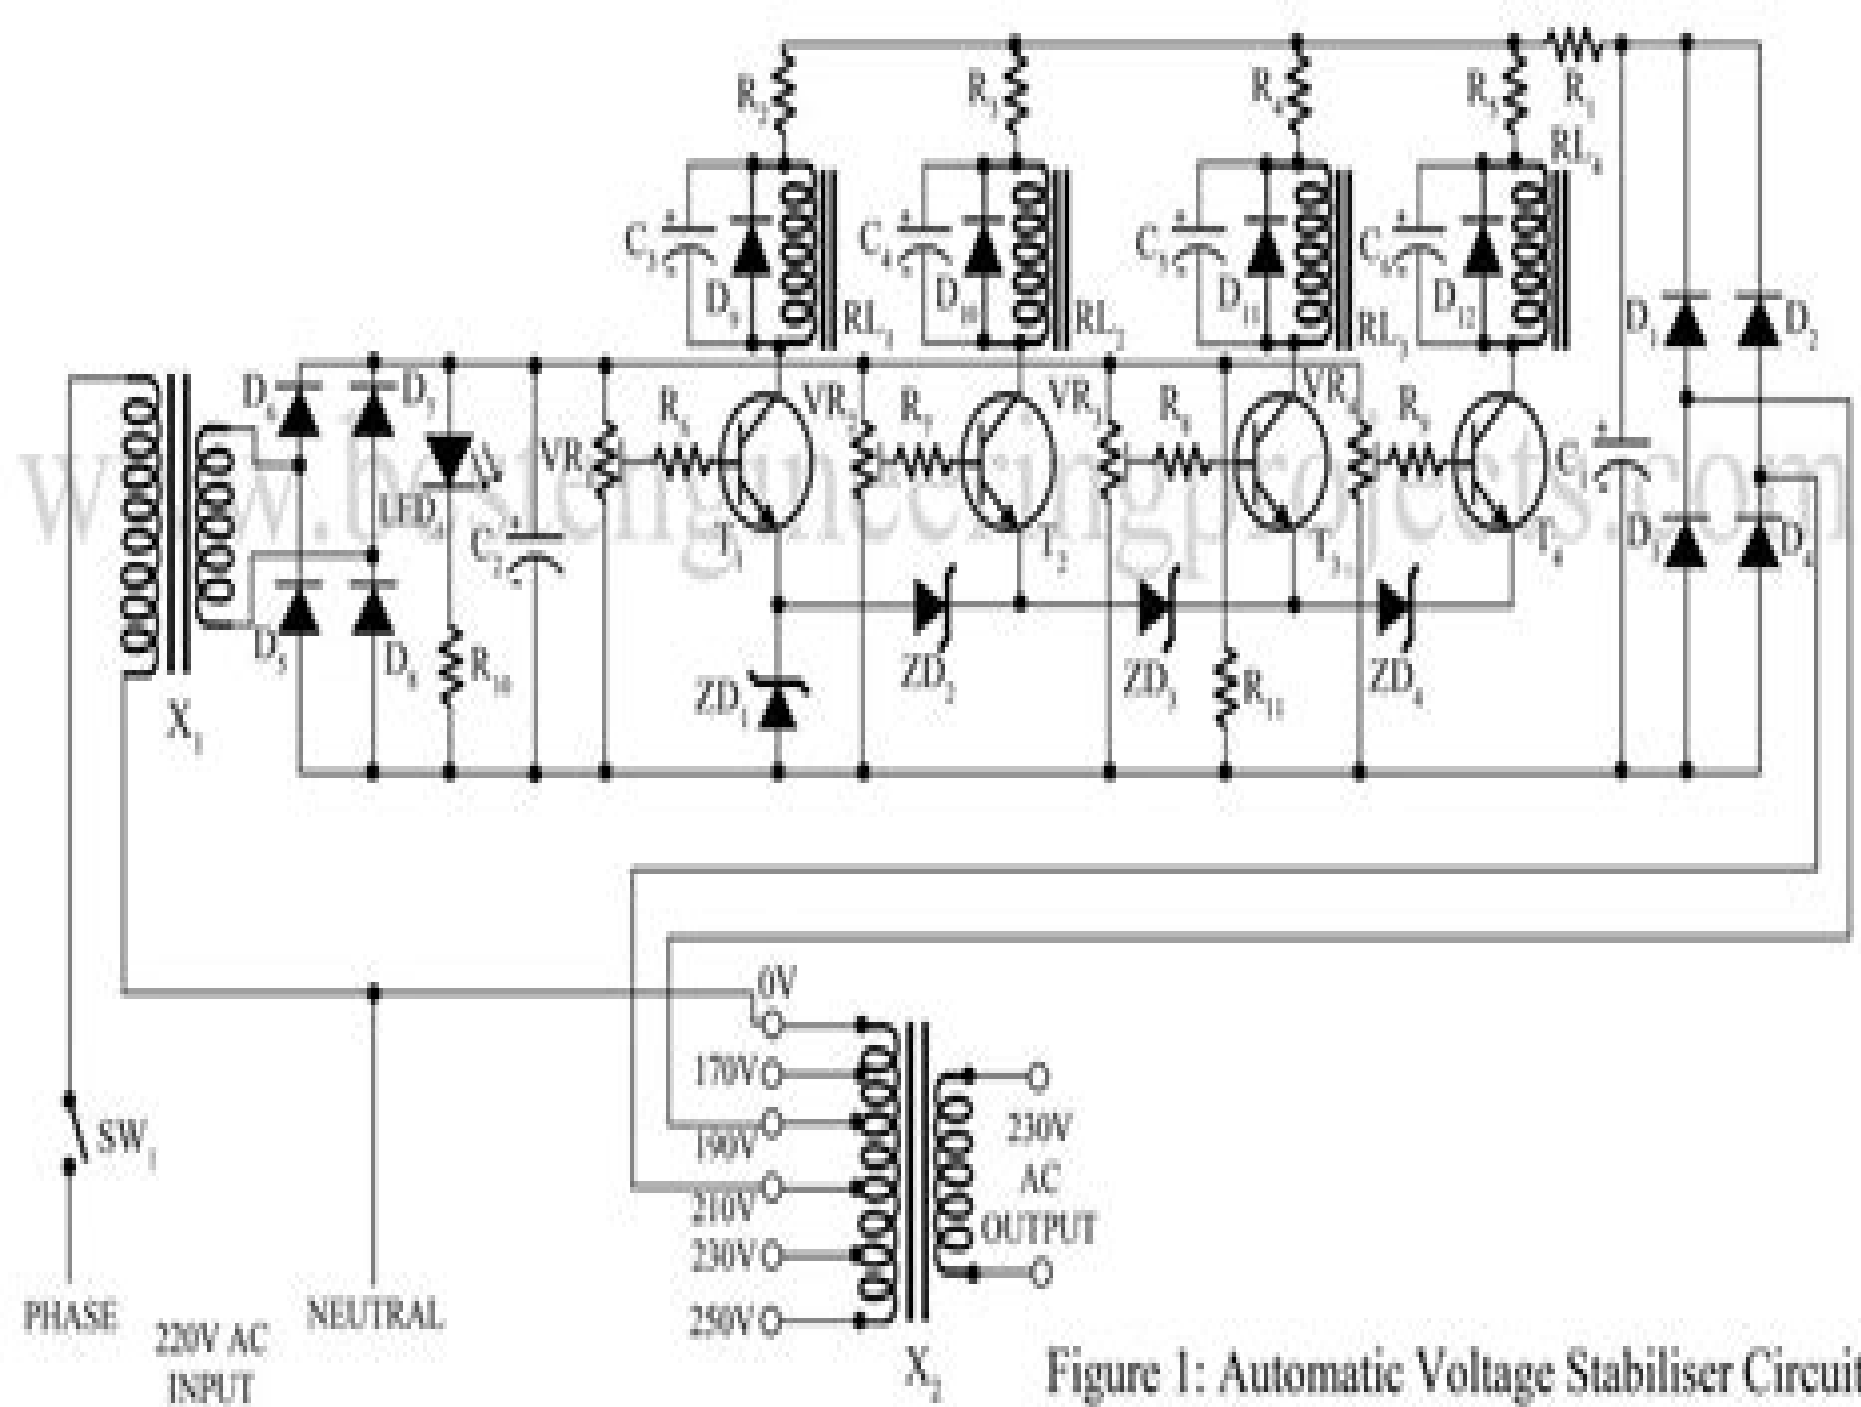 R2
R3
R4
R5
R1
RL4
C3
D9
RL1
C4
D10
RL2
C5
D11
RL3
C6
D12
D1
D2
D6
D7
LED1
C2
VR1
R6
T1
VR2
R7
T2
VR3
R8
T3
VR4
R9
T4
C1
D3
D4
www.bestengineeringprojects.com
D5
D8
R10
ZD1
ZD2
ZD3
R11
ZD4
X1
0V
170V
190V
210V
230V
250V
230V
AC
OUTPUT
SW1
PHASE
220V AC
INPUT
NEUTRAL
X2
Figure 1: Automatic Voltage Stabiliser Circuit